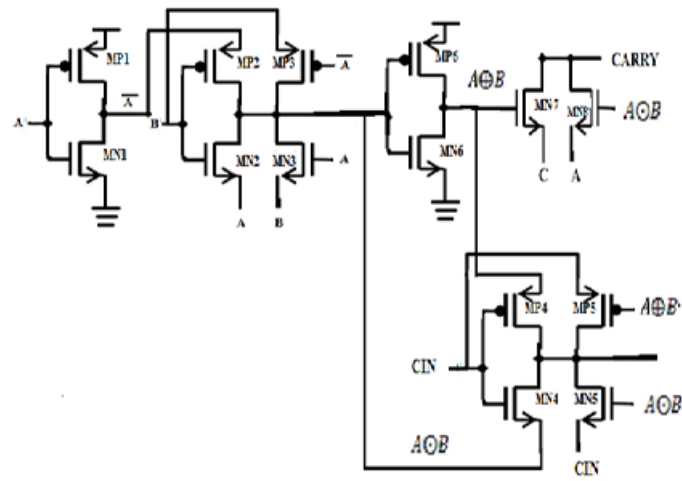 MP1
MP2
MP3
MP6
A̅
CARRY
A̅
A⊕B
MN7
MN8
A⊙B
A
B
MN1
MN2
MN3
A
MN6
C
A
A
B
MP4
MP5
A⊕B
CIN
MN4
MN5
A⊙B
A⊙B
CIN